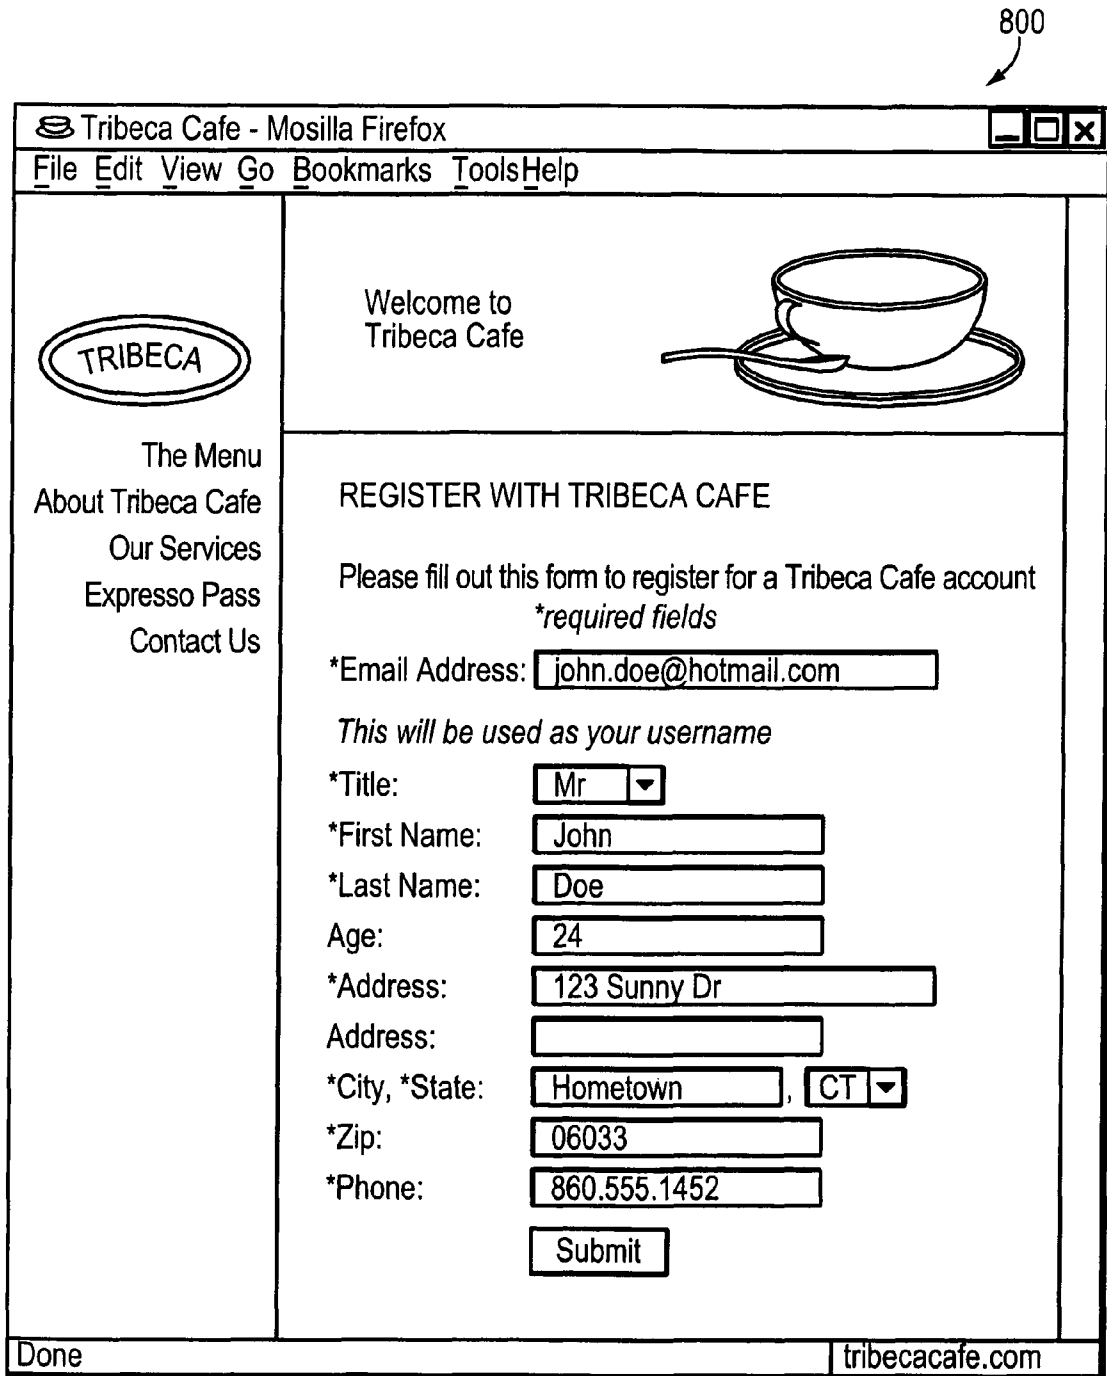 800
Tribeca Cafe - Mosilla Firefox
File Edit View Go Bookmarks Tools Help
TRIBECA
The Menu
About Tribeca Cafe
Our Services
Expresso Pass
Contact Us
Welcome to
Tribeca Cafe
REGISTER WITH TRIBECA CAFE
Please fill out this form to register for a Tribeca Cafe account
*required fields
*Email Address: john.doe@hotmail.com
This will be used as your username
*Title: Mr
*First Name: John
*Last Name: Doe
Age: 24
*Address: 123 Sunny Dr
Address:
*City, *State: Hometown, CT
*Zip: 06033
*Phone: 860.555.1452
Submit
Done tribecacafe.com